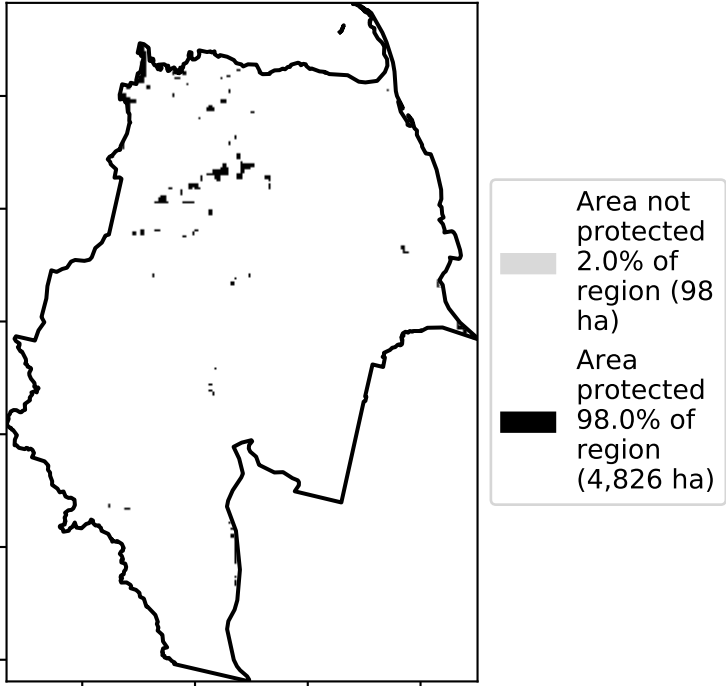 Area not
protected
2.0% of
region (98
ha)
Area
protected
98.0% of
region
(4,826 ha)